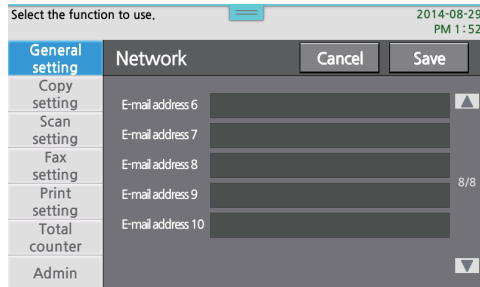 Select the function to use.
2014-08-29
PM 1:52
General
setting
Network
Cancel
Save
Copy
setting
Scan
setting
Fax
setting
Print
setting
Total
counter
Admin
E-mail address 6
E-mail address 7
E-mail address 8
E-mail address 9
E-mail address 10
8/8